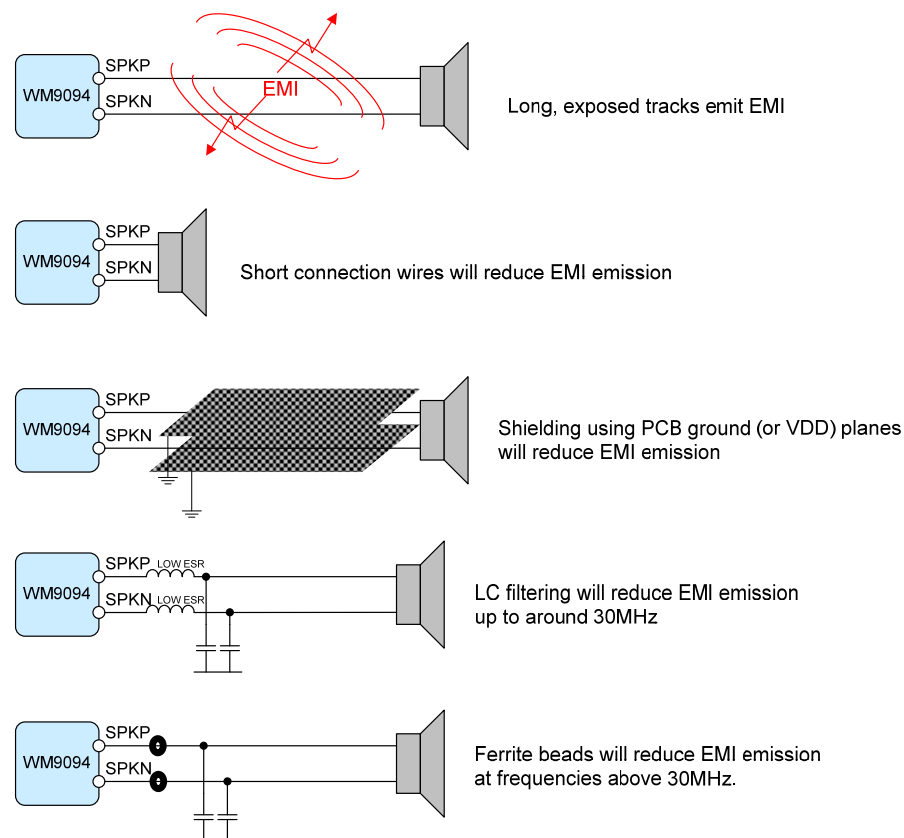 WM9094
SPKP
SPKN
EMI
Long, exposed tracks emit EMI
WM9094
SPKP
SPKN
Short connection wires will reduce EMI emission
WM9094
SPKP
SPKN
Shielding using PCB ground (or VDD) planes
will reduce EMI emission
WM9094
SPKP
LOW ESR
SPKN
LOW ESR
LC filtering will reduce EMI emission
up to around 30MHz
WM9094
SPKP
SPKN
Ferrite beads will reduce EMI emission
at frequencies above 30MHz.